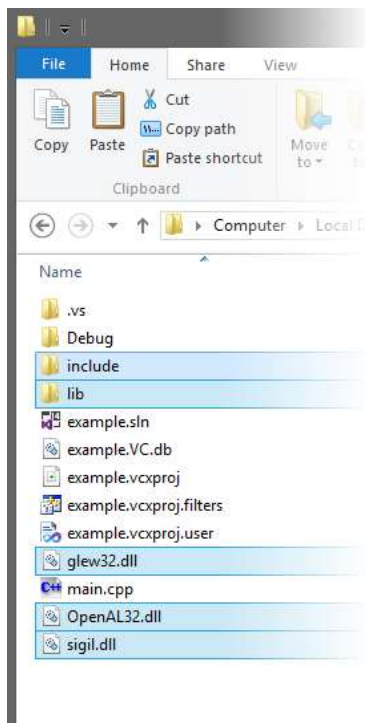 File Home Share View
Cut
Copy path
Copy Paste Paste shortcut Move to
Clipboard
Computer Local
Name
.vs
Debug
include
lib
example.sln
example.VC.db
example.vcxproj
example.vcxproj.filters
example.vcxproj.user
glew32.dll
main.cpp
OpenAL32.dll
sigil.dll